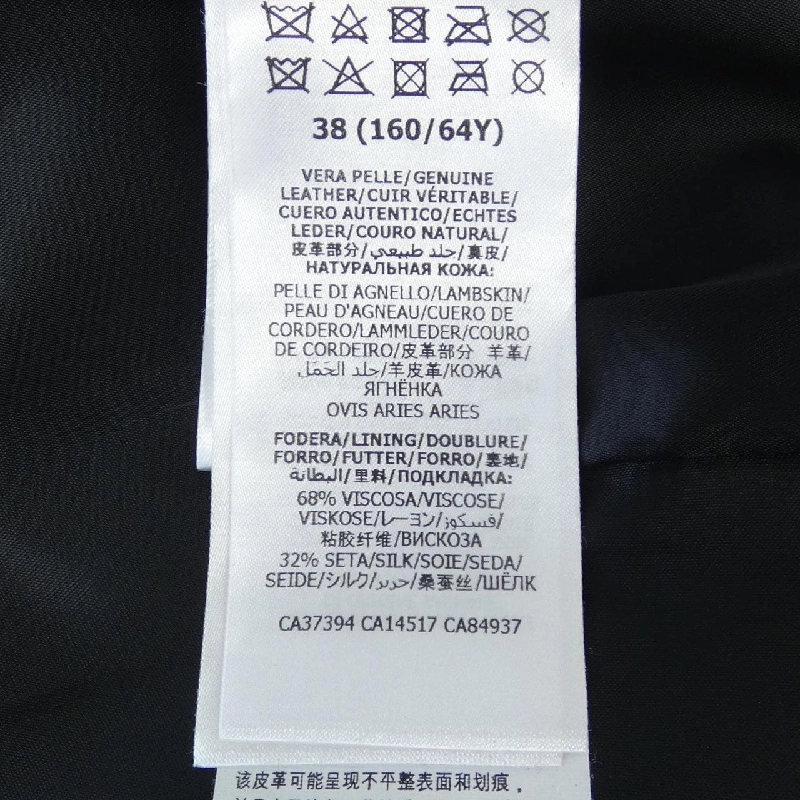 38 (160/64Y)
VERA PELLE/GENUINE
LEATHER/CUIR VÉRITABLE/
CUERO AUTENTICO/ECHTES
LEDER/COURO NATURAL/
皮革部分/جلد طبيعي/真皮/
НАТУРАЛЬНАЯ КОЖА:
PELLE DI AGNELLO/LAMBSKIN/
PEAU D'AGNEAU/CUERO DE
CORDERO/LAMMLEDER/COURO
DE CORDEIRO/皮革部分 羊革/
جلد الحَمَل/羊皮革/КОЖА
ЯГНЁНКА
OVIS ARIES ARIES
FODERA/LINING/DOUBLURE/
FORRO/FUTTER/FORRO/裏地/
البطانة/里料/ПОДКЛАДКА:
68% VISCOSA/VISCOSE/
VISKOSE/レーヨン/فسكوز/
粘胶纤维/ВИСКОЗА
32% SETA/SILK/SOIE/SEDA/
SEIDE/シルク/حرير/桑蚕丝/ШЁЛК
CA37394 CA14517 CA84937
该皮革可能呈现不平整表面和划痕，